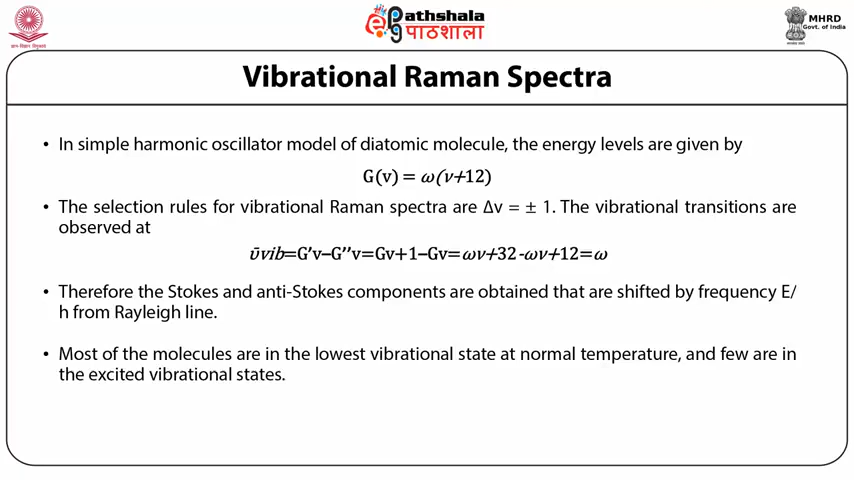 Pathshala
पाठशाला
MHRD
Govt. of India
Vibrational Raman Spectra
• In simple harmonic oscillator model of diatomic molecule, the energy levels are given by
G(v) = ω(ν+12)
• The selection rules for vibrational Raman spectra are Δv = ± 1. The vibrational transitions are
observed at
ῡvib=G’v–G’’v=Gv+1–Gv=ων+32-ων+12=ω
• Therefore the Stokes and anti-Stokes components are obtained that are shifted by frequency E/
h from Rayleigh line.
• Most of the molecules are in the lowest vibrational state at normal temperature, and few are in
the excited vibrational states.